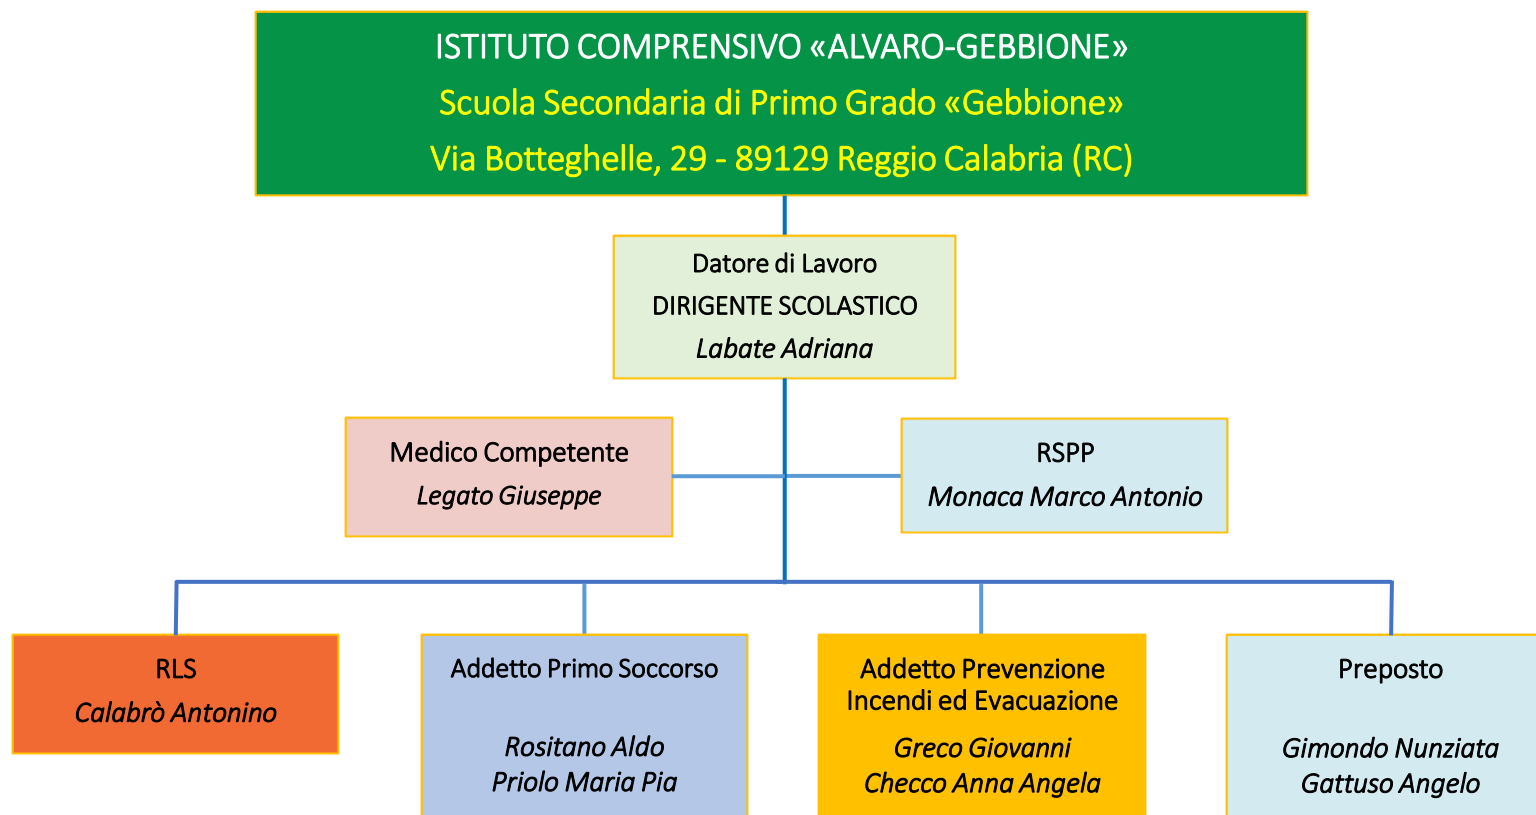 ISTITUTO COMPRENSIVO «ALVARO-GEBBIONE»
Scuola Secondaria di Primo Grado «Gebbione»
Via Botteghelle, 29 - 89129 Reggio Calabria (RC)
Datore di Lavoro
DIRIGENTE SCOLASTICO
Labate Adriana
Medico Competente
Legato Giuseppe
RSPP
Monaca Marco Antonio
RLS
Calabrò Antonino
Addetto Primo Soccorso
Rositano Aldo
Priolo Maria Pia
Addetto Prevenzione
Incendi ed Evacuazione
Greco Giovanni
Checco Anna Angela
Preposto
Gimondo Nunziata
Gattuso Angelo